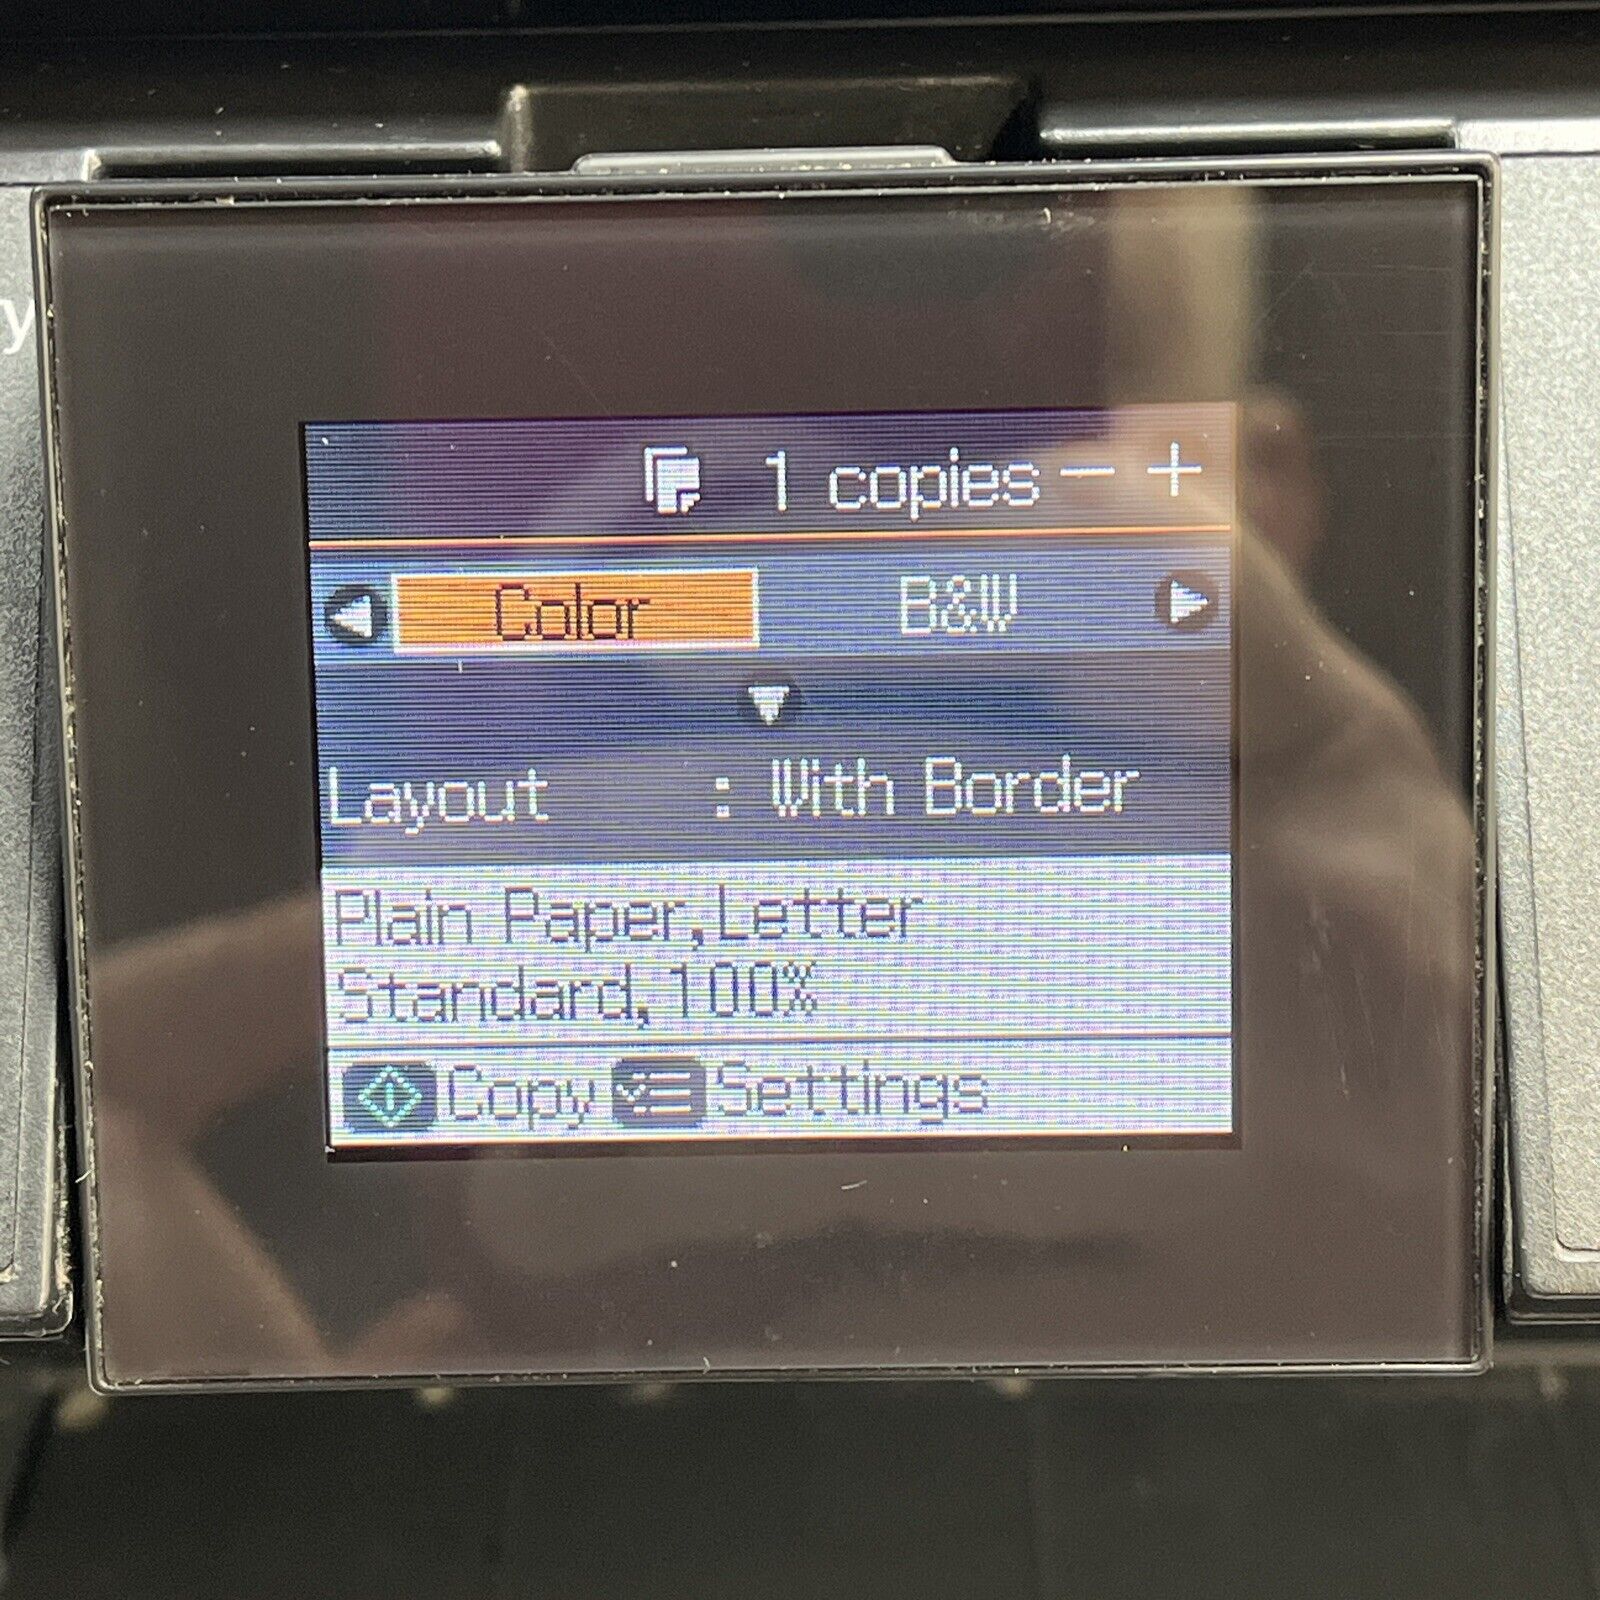 y
1 copies - +
Color B&W
Layout : With Border
Plain Paper,Letter
Standard,100%
Copy Settings